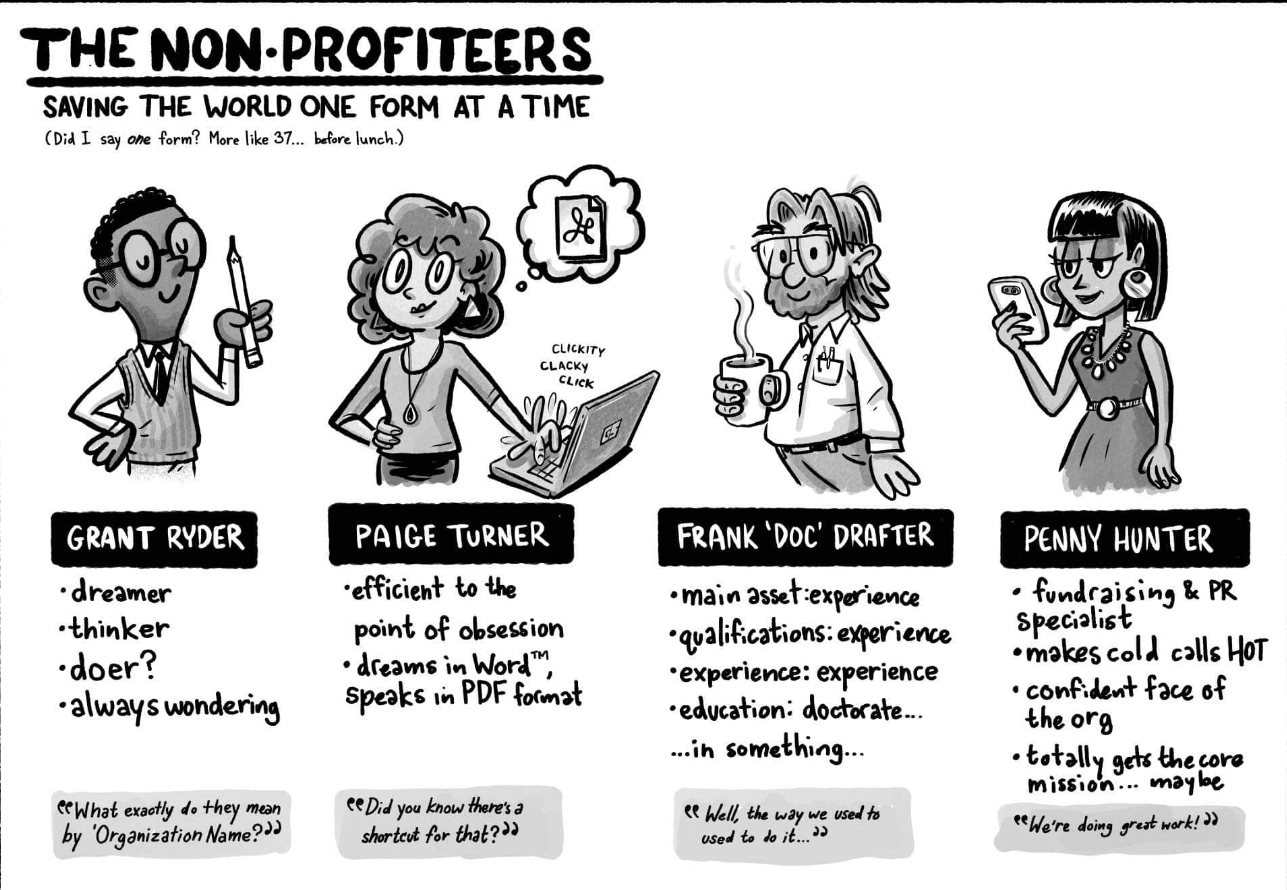 THE NON·PROFITEERS
SAVING THE WORLD ONE FORM AT A TIME
(Did I say one form? More like 37... before lunch.)
CLICKITY
CLACKY
CLICK
GRANT RYDER
• dreamer
• thinker
• doer?
• always wondering
“What exactly do they mean
by ‘Organization Name?”
PAIGE TURNER
• efficient to the
point of obsession
• dreams in Word™,
speaks in PDF format
“Did you know there's a
shortcut for that?”
FRANK ‘DOC’ DRAFTER
• main asset: experience
• qualifications: experience
• experience: experience
• education: doctorate...
...in something...
“Well, the way we used to
used to do it...”
PENNY HUNTER
• fundraising & PR
specialist
• makes cold calls HOT
• confident face of
the org
• totally gets the core
mission... maybe
“We're doing great work!”